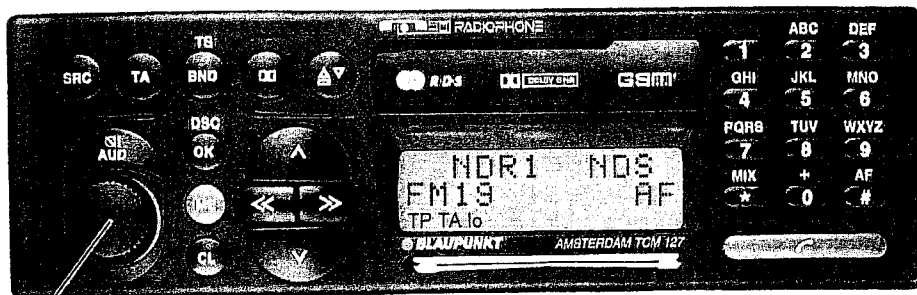 RADIOPHONE
TS
SRC TA BND
R·D·S DOLBY B NR GSM
DSC
AUD OK
CL
NDR1 NDS
FM19 AF
TP TA lo
BLAUPUNKT AMSTERDAM TCM 127
ABC DEF
1 2 3
GHI JKL MNO
4 5 6
PQRS TUV WXYZ
7 8 9
MIX + AF
* 0 #